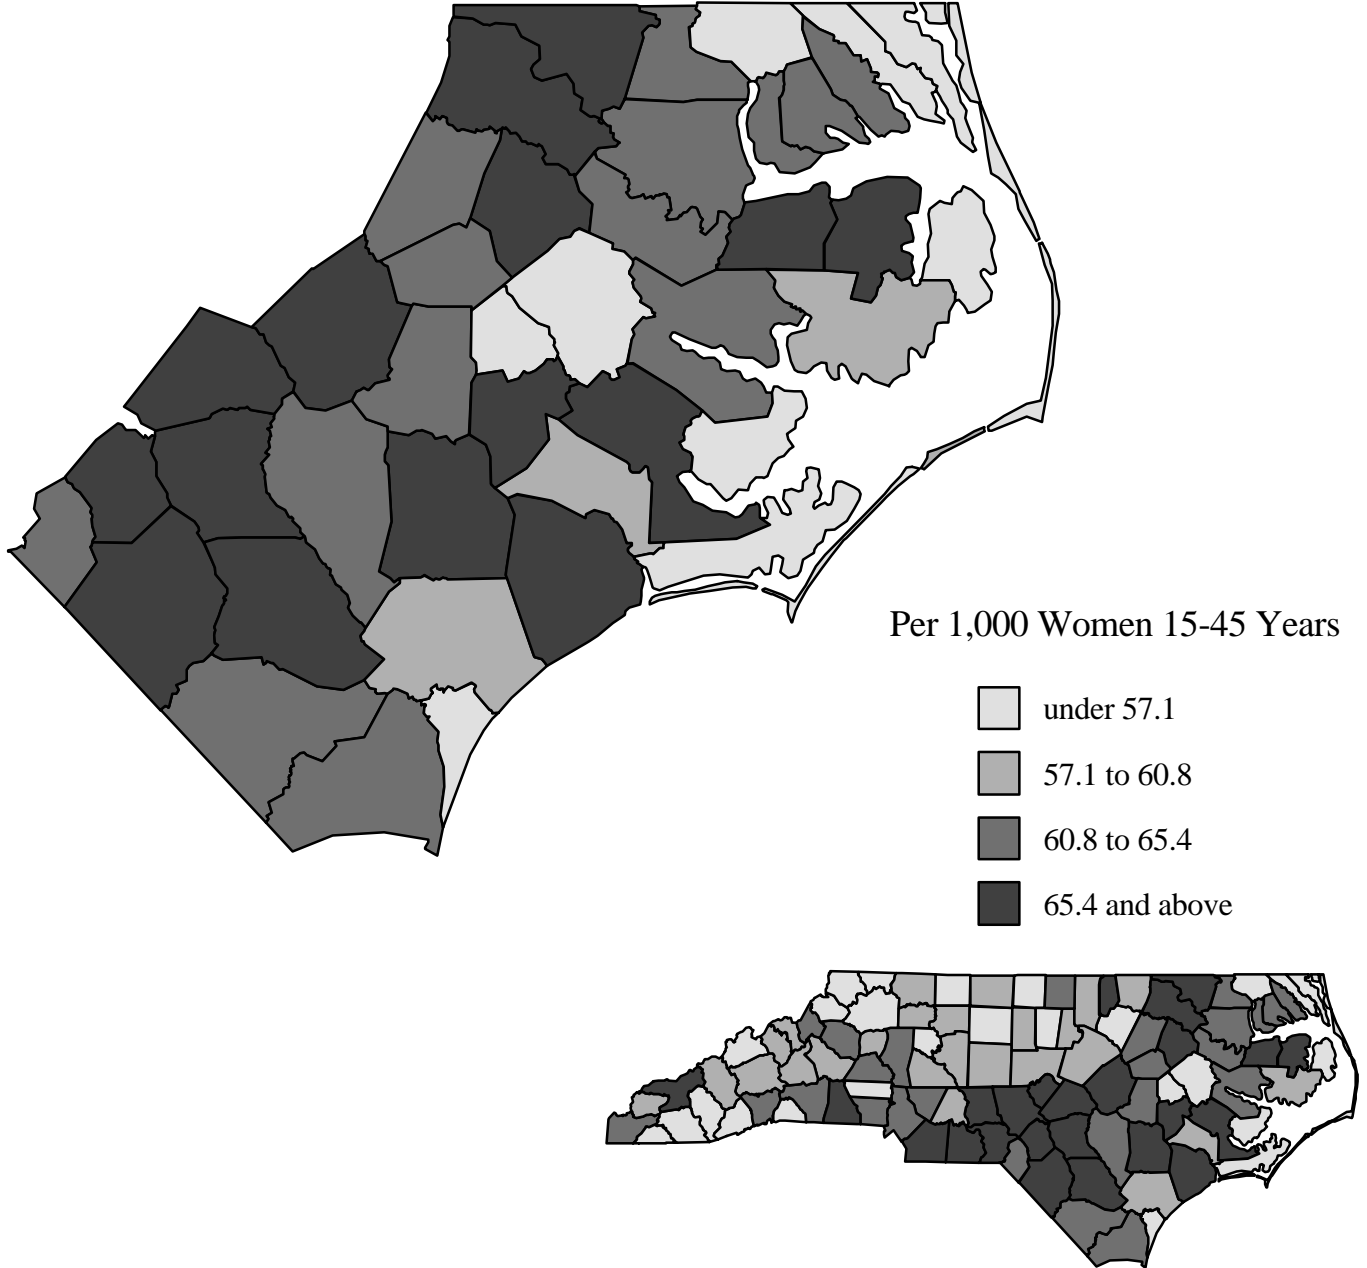 Per 1,000 Women 15-45 Years
under 57.1
57.1 to 60.8
60.8 to 65.4
65.4 and above